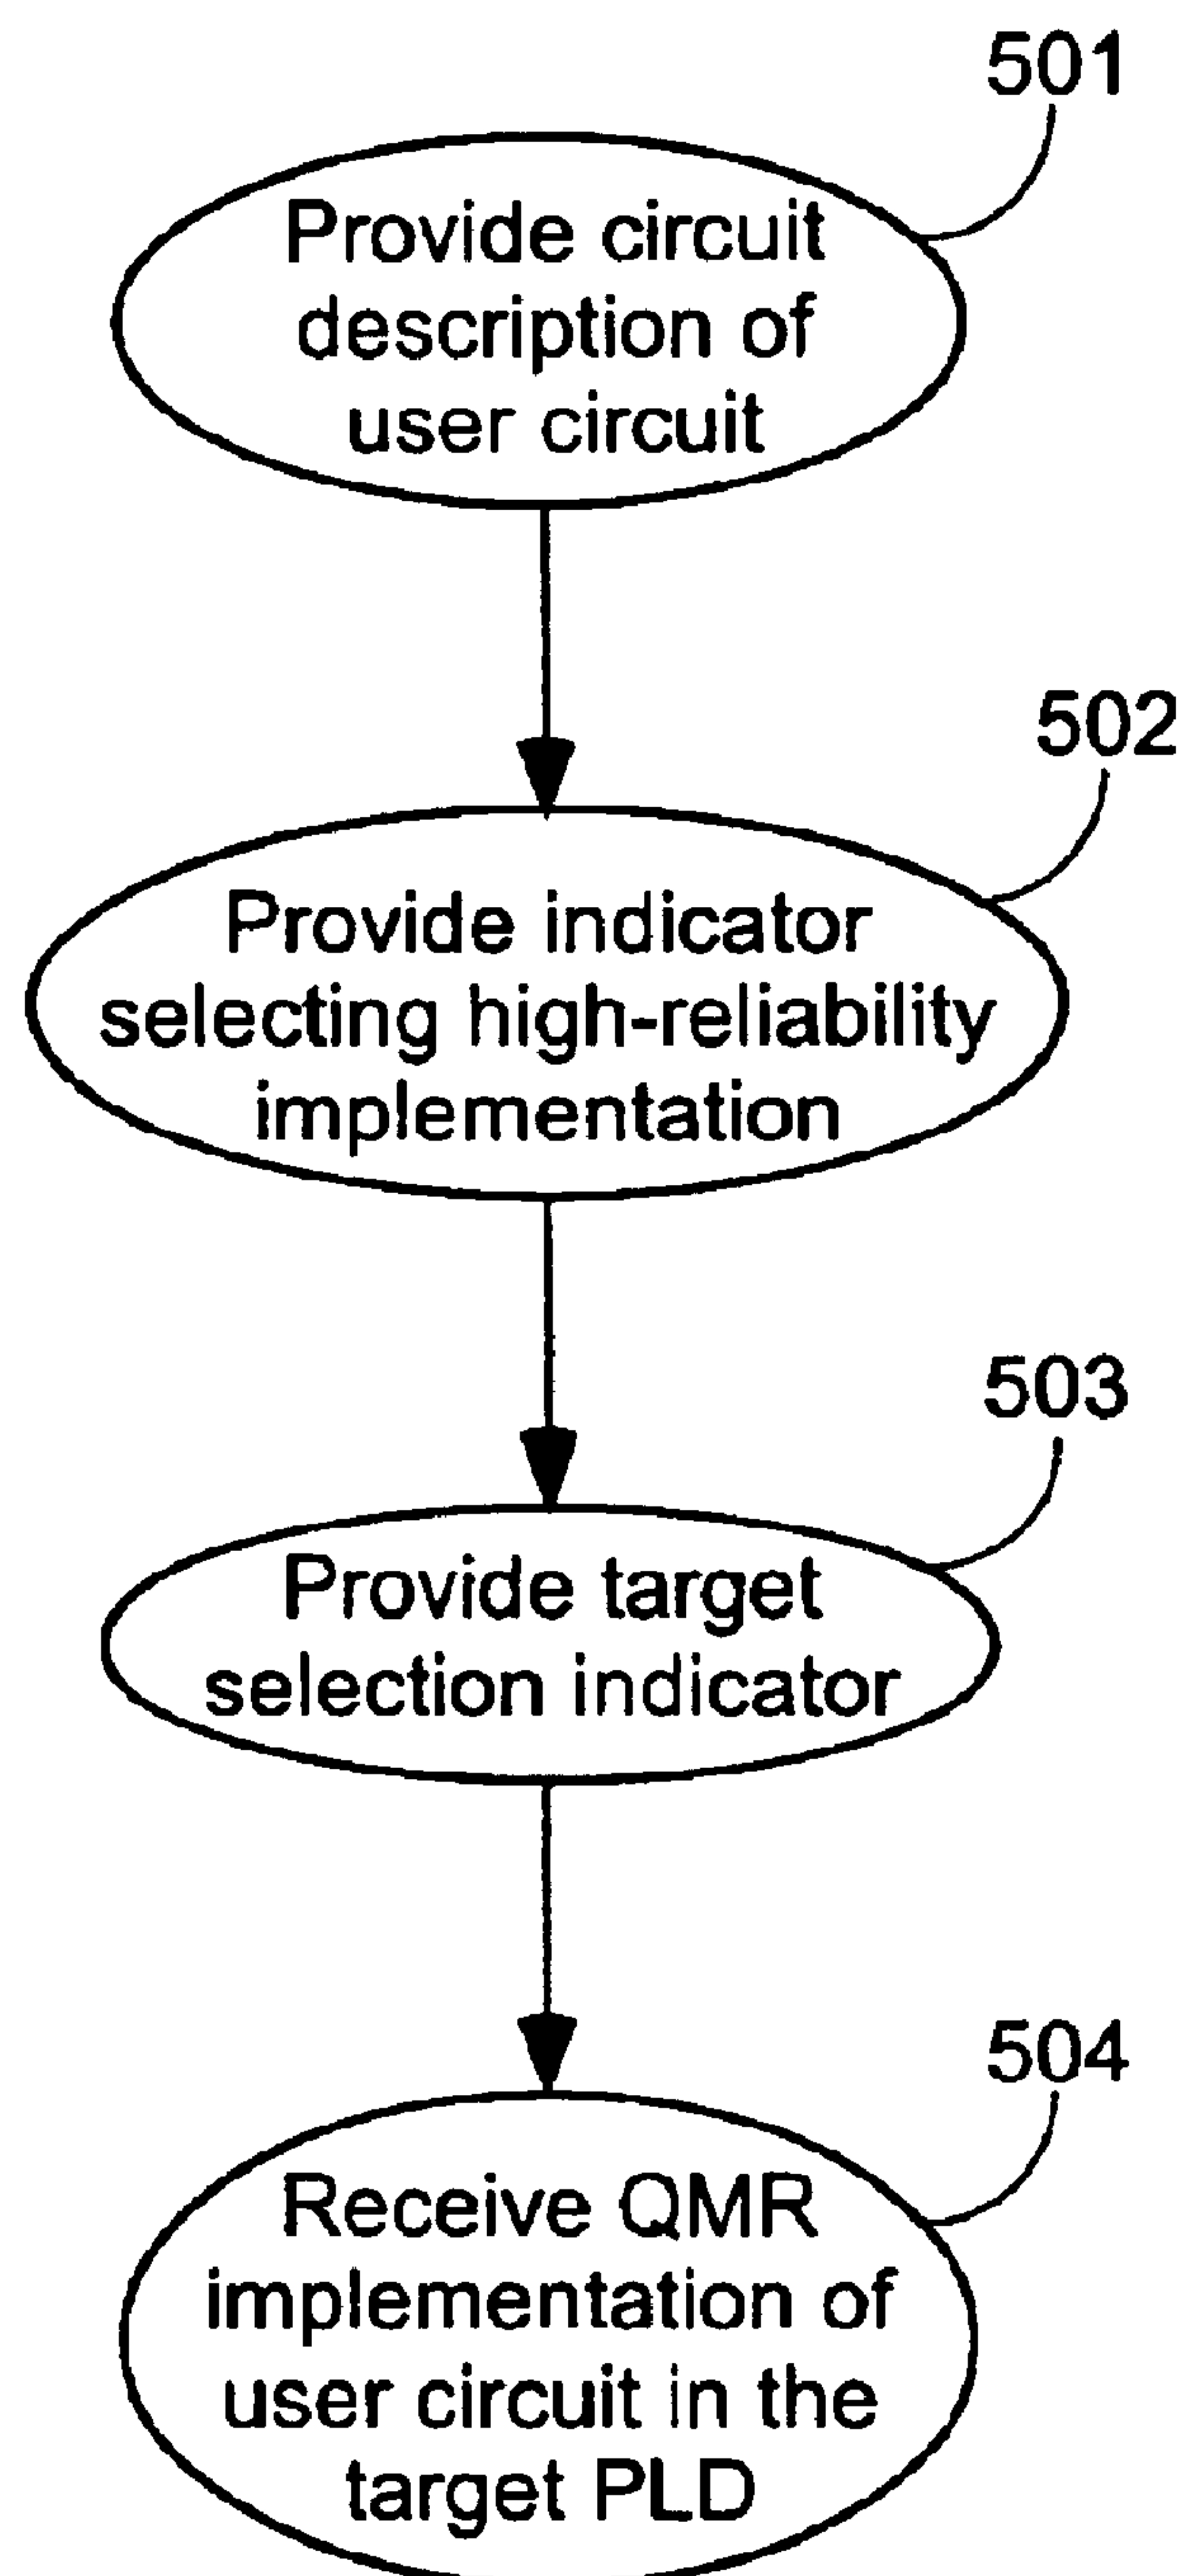 501
Provide circuit
description of
user circuit
502
Provide indicator
selecting high-reliability
implementation
503
Provide target
selection indicator
504
Receive QMR
implementation of
user circuit in the
target PLD